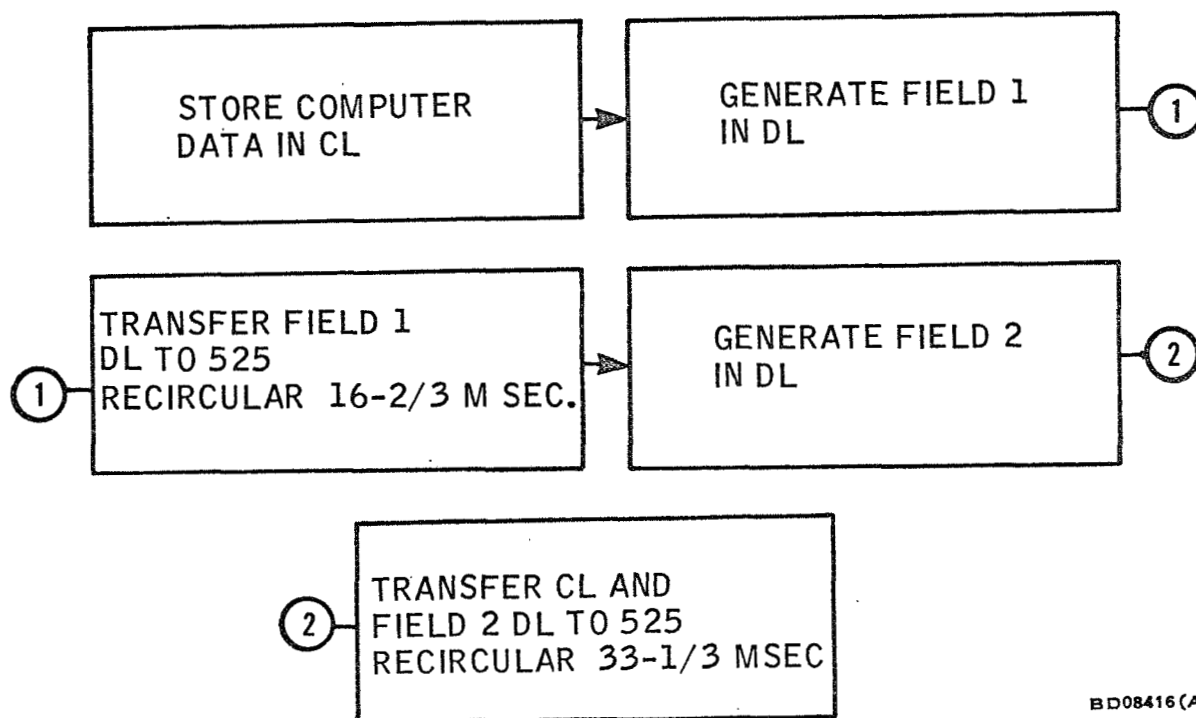 STORE COMPUTER
DATA IN CL
GENERATE FIELD 1
IN DL
1
TRANSFER FIELD 1
DL TO 525
RECIRCULAR 16-2/3 M SEC.
1
GENERATE FIELD 2
IN DL
2
TRANSFER CL AND
FIELD 2 DL TO 525
RECIRCULAR 33-1/3 MSEC
2
BD08416(A